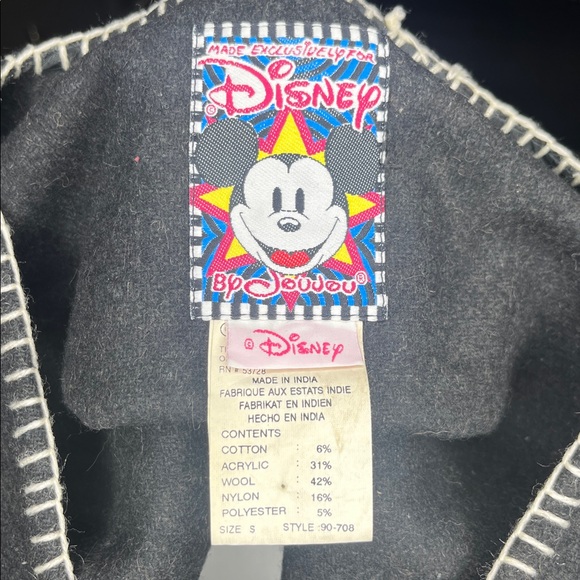 MADE EXCLUSIVELY FOR
© DISNEY
BY JOUJOU®
© DISNEY
RN # 53728
MADE IN INDIA
FABRIQUE AUX ESTATS INDIE
FABRIKAT EN INDIEN
HECHO EN INDIA
CONTENTS
COTTON : 6%
ACRYLIC : 31%
WOOL : 42%
NYLON : 16%
POLYESTER : 5%
SIZE S STYLE :90-708